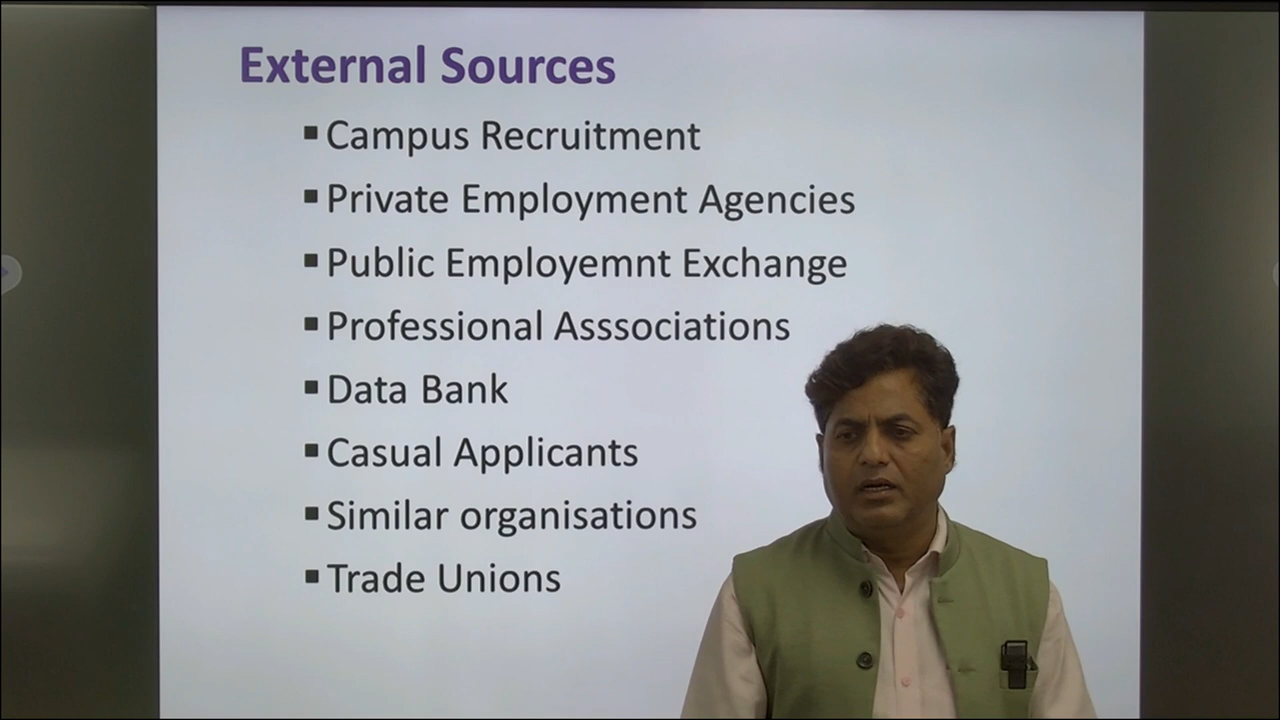 External Sources
▪Campus Recruitment
▪Private Employment Agencies
▪Public Employemnt Exchange
▪Professional Asssociations
▪Data Bank
▪Casual Applicants
▪Similar organisations
▪Trade Unions